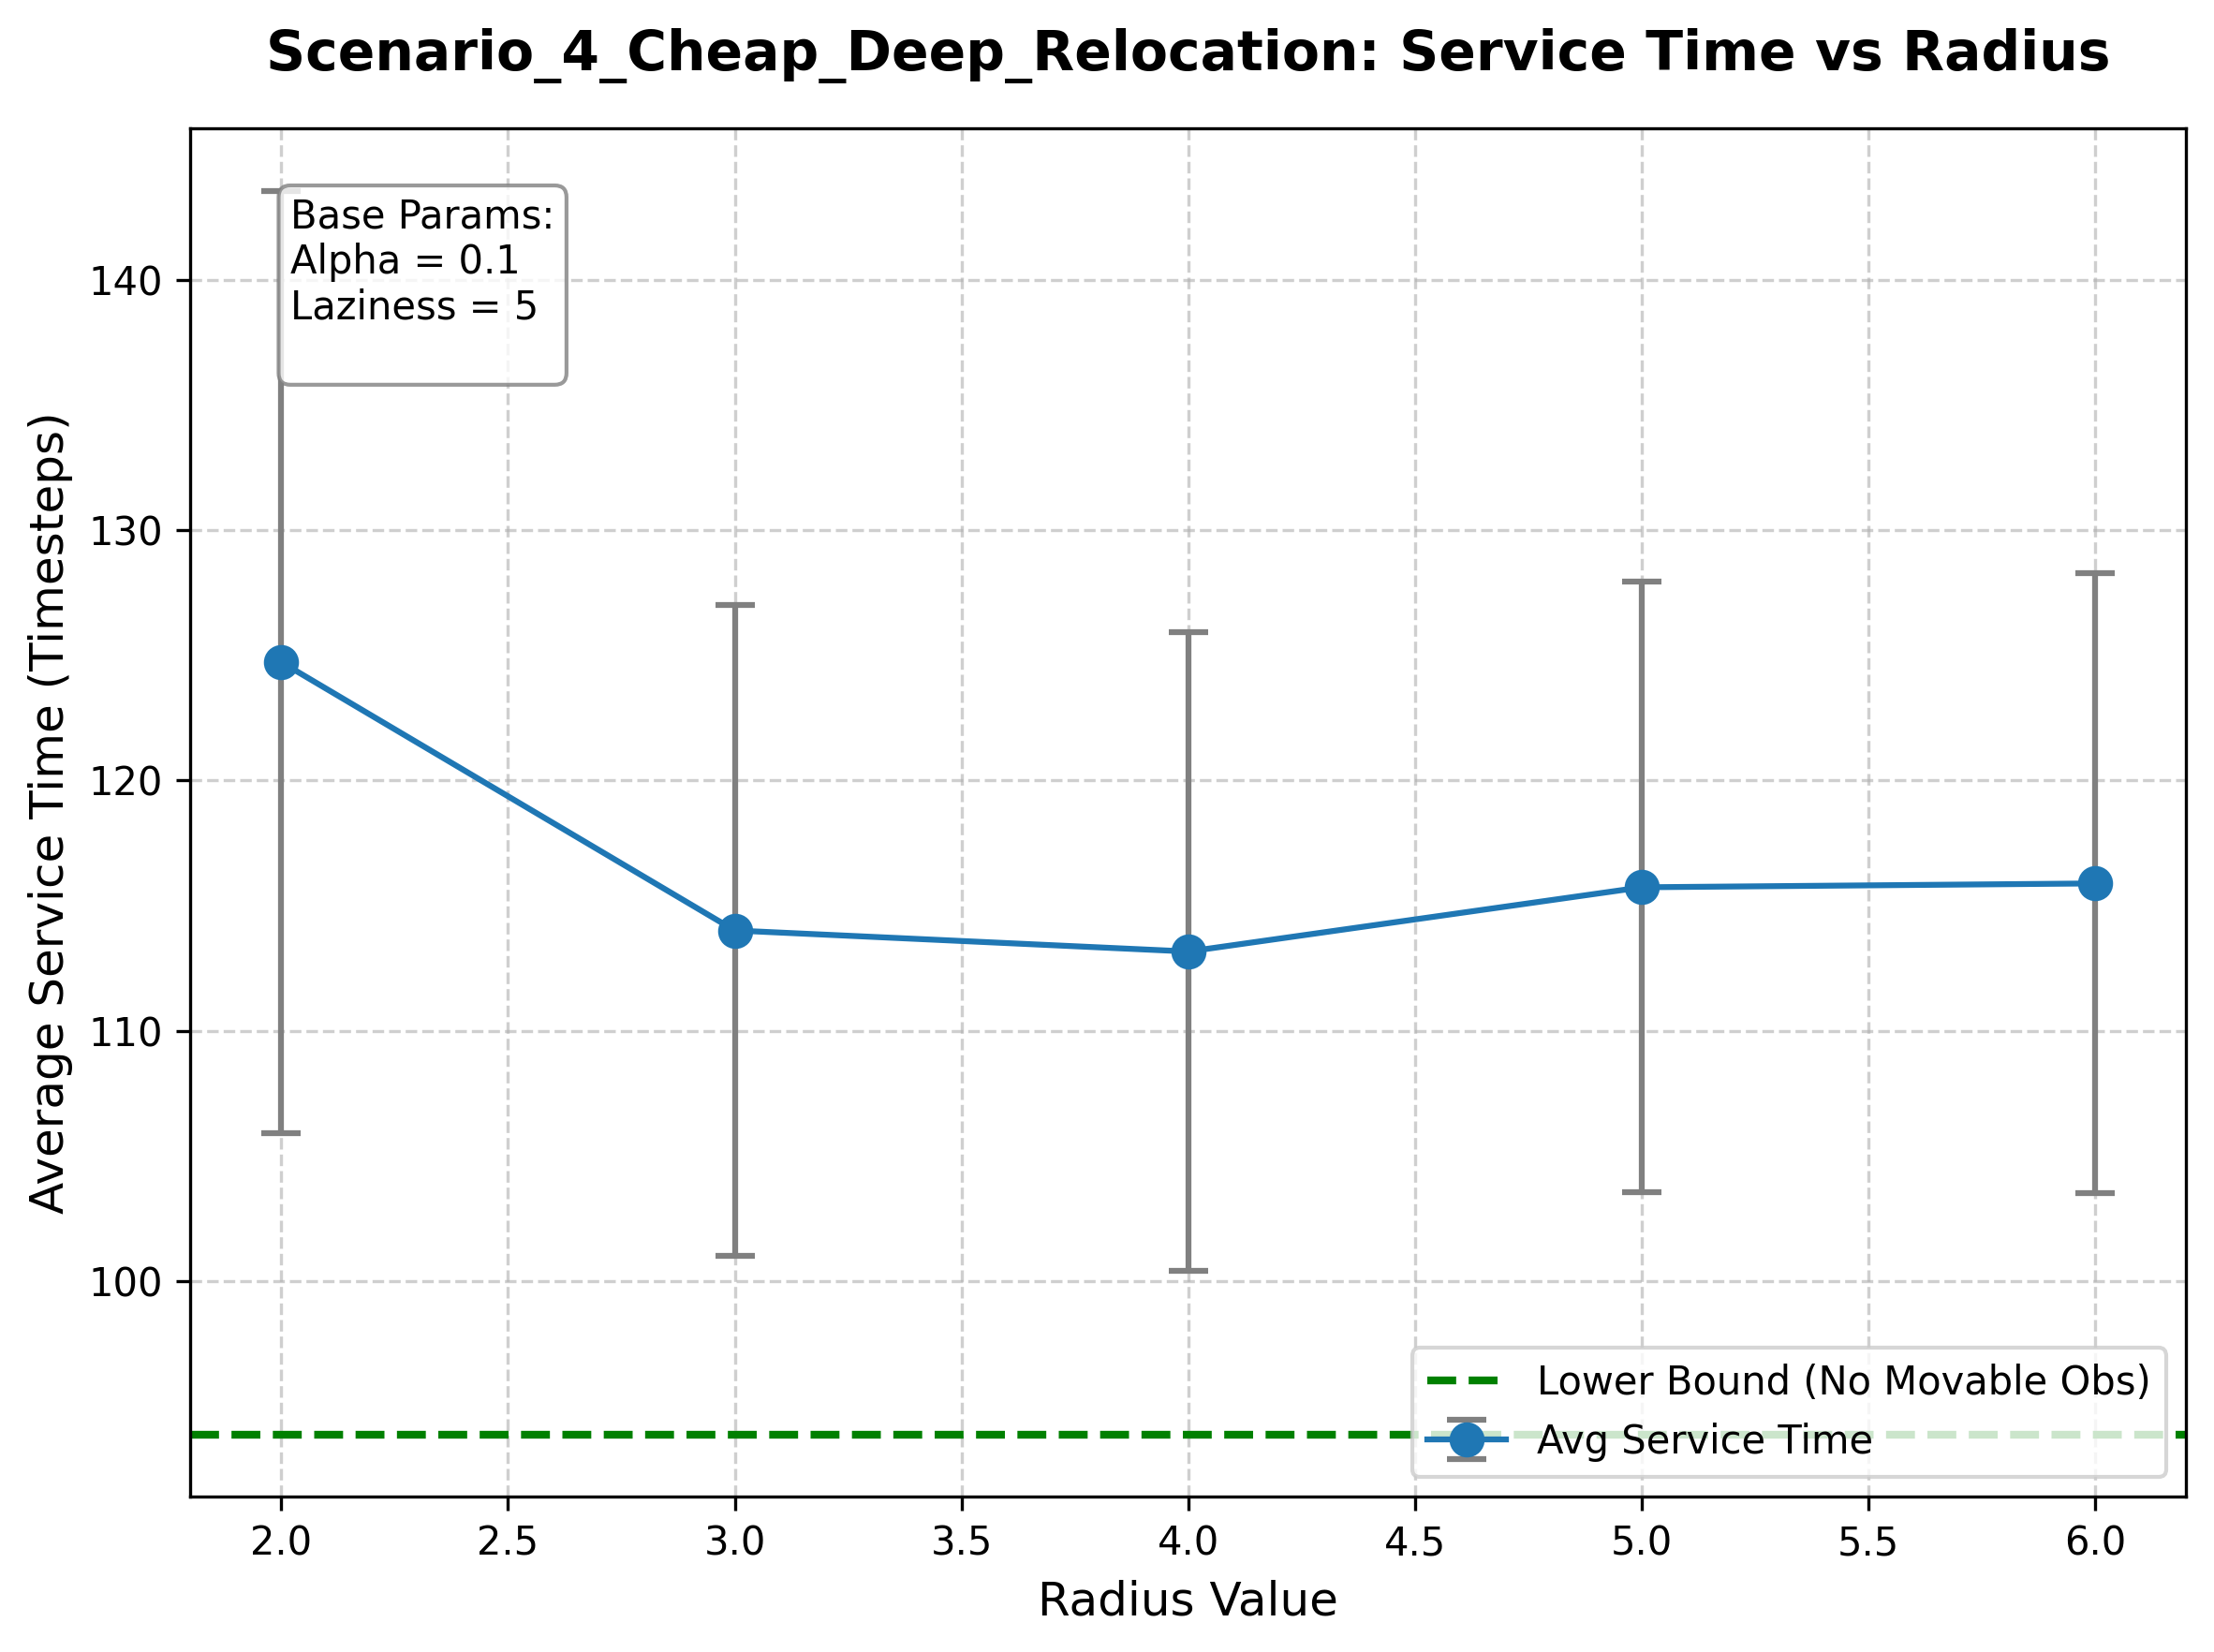 Scenario_4_Cheap_Deep_Relocation: Service Time vs Radius
Base Params:
Alpha = 0.1
Laziness = 5
Average Service Time (Timesteps)
140
130
120
110
100
Lower Bound (No Movable Obs)
Avg Service Time
2.0 2.5 3.0 3.5 4.0 4.5 5.0 5.5 6.0
Radius Value